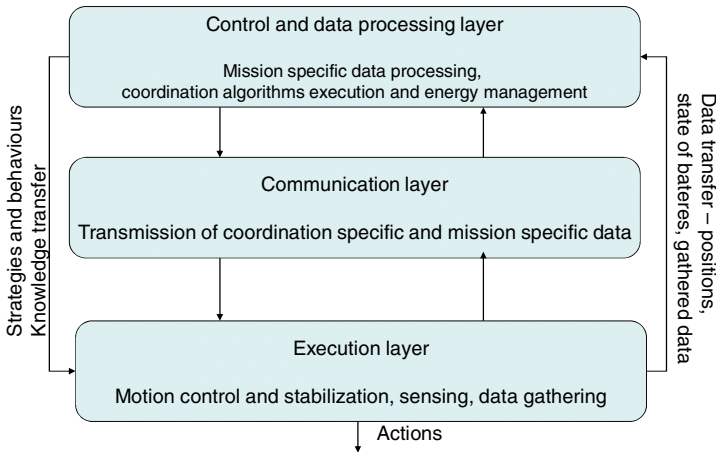 Control and data processing layer
Mission specific data processing,
coordination algorithms execution and energy management
Strategies and behaviours
Knowledge transfer
Data transfer – positions,
state of bateres, gathered data
Communication layer
Transmission of coordination specific and mission specific data
Execution layer
Motion control and stabilization, sensing, data gathering
Actions